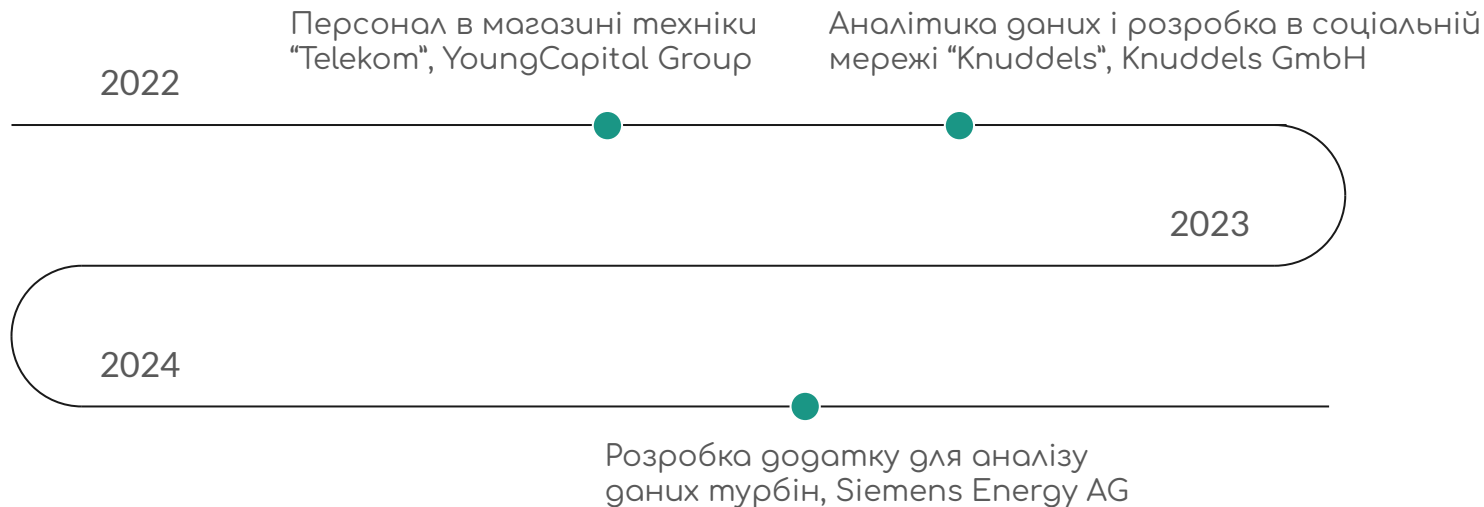 2022
Персонал в магазині техніки
“Telekom”, YoungCapital Group
Аналітика даних і розробка в соціальній
мережі “Knuddels”, Knuddels GmbH
2023
2024
Розробка додатку для аналізу
даних турбін, Siemens Energy AG